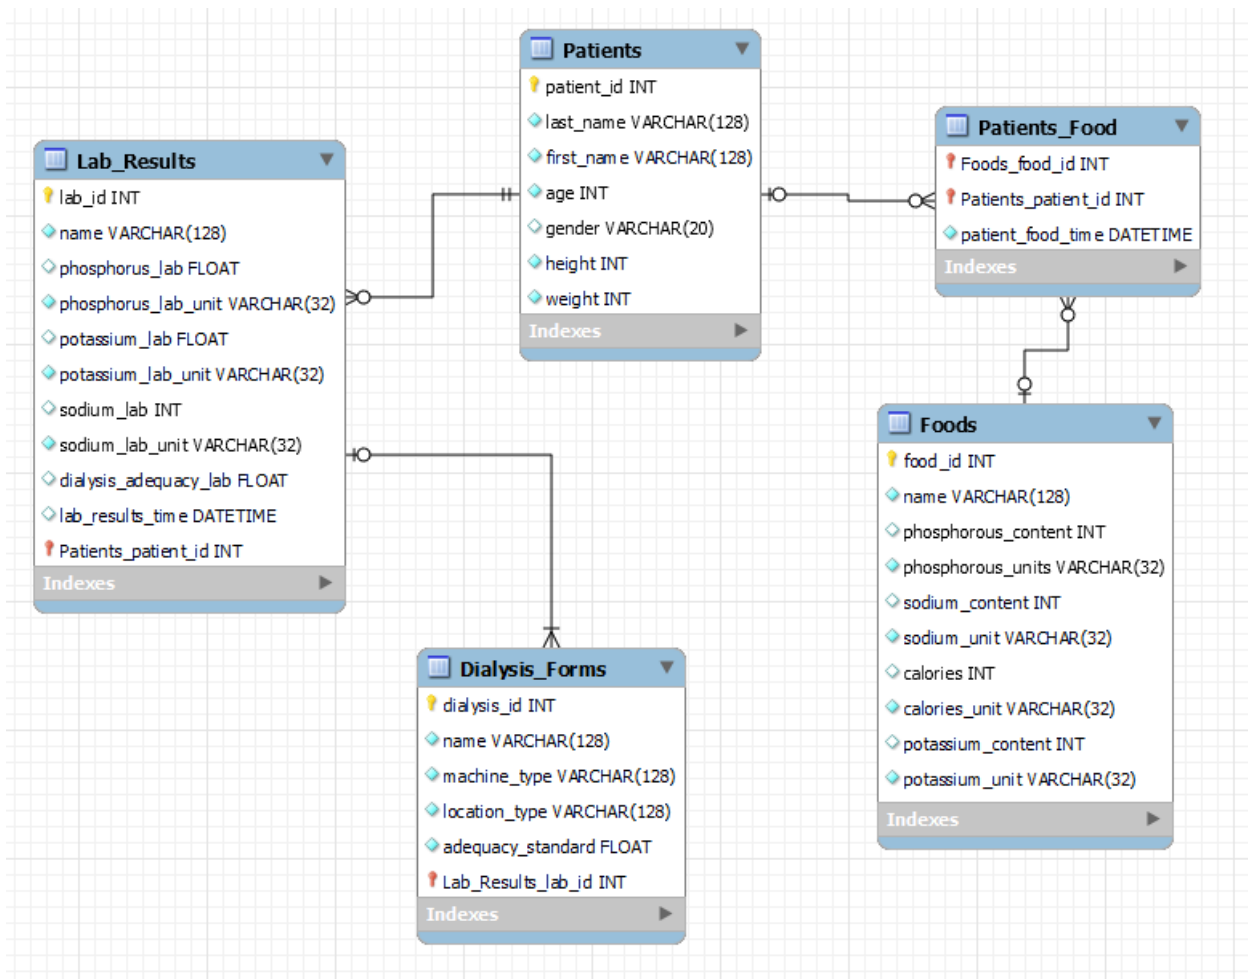 Patients
patient_id INT
last_name VARCHAR(128)
first_name VARCHAR(128)
age INT
gender VARCHAR(20)
height INT
weight INT
Indexes
Patients_Food
Foods_food_id INT
Patients_patient_id INT
patient_food_time DATETIME
Indexes
Lab_Results
lab_id INT
name VARCHAR(128)
phosphorus_lab FLOAT
phosphorus_lab_unit VARCHAR(32)
potassium_lab FLOAT
potassium_lab_unit VARCHAR(32)
sodium_lab INT
sodium_lab_unit VARCHAR(32)
dialysis_adequacy_lab FLOAT
lab_results_time DATETIME
Patients_patient_id INT
Indexes
Foods
food_id INT
name VARCHAR(128)
phosphorous_content INT
phosphorous_units VARCHAR(32)
sodium_content INT
sodium_unit VARCHAR(32)
calories INT
calories_unit VARCHAR(32)
potassium_content INT
potassium_unit VARCHAR(32)
Indexes
Dialysis_Forms
dialysis_id INT
name VARCHAR(128)
machine_type VARCHAR(128)
location_type VARCHAR(128)
adequacy_standard FLOAT
Lab_Results_lab_id INT
Indexes